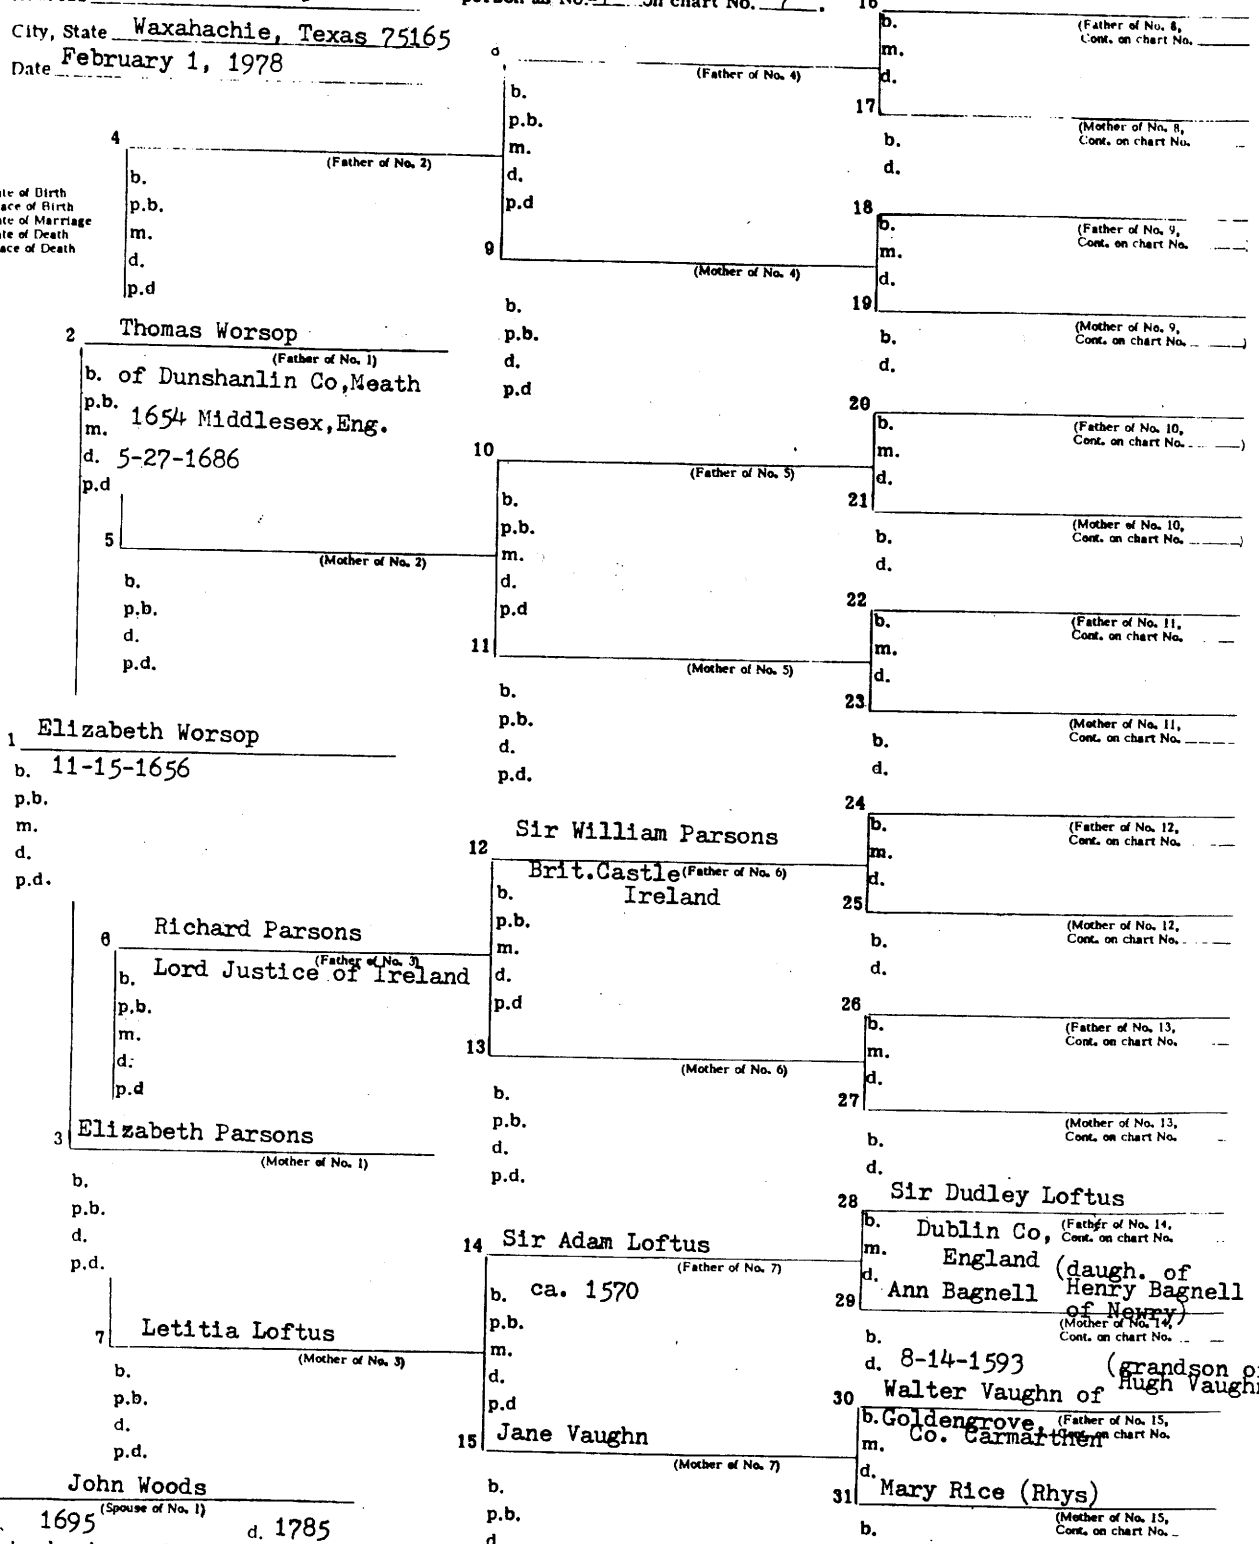 City, State Waxahachie, Texas 75165
Date February 1, 1978
person as No. on chart No.
ate of Birth
ace of Birth
ate of Marriage
ate of Death
ace of Death
4
(Father of No. 2)
b.
p.b.
m.
d.
p.d
2 Thomas Worsop
(Father of No. 1)
b. of Dunshanlin Co,Meath
p.b.
m. 1654 Middlesex,Eng.
d. 5-27-1686
p.d
5
(Mother of No. 2)
b.
p.b.
d.
p.d.
1 Elizabeth Worsop
b. 11-15-1656
p.b.
m.
d.
p.d.
6 Richard Parsons
(Father of No. 3)
b. Lord Justice of Ireland
p.b.
m.
d.
p.d
3 Elizabeth Parsons
(Mother of No. 1)
b.
p.b.
d.
p.d.
7 Letitia Loftus
(Mother of No. 3)
b.
p.b.
d.
p.d.
John Woods
(Spouse of No. 1)
1695 d. 1785
(Father of No. 4)
b.
p.b.
m.
d.
p.d
9
(Mother of No. 4)
b.
p.b.
d.
p.d
10
(Father of No. 5)
b.
p.b.
m.
d.
p.d
11
(Mother of No. 5)
b.
p.b.
d.
p.d.
12 Sir William Parsons
Brit.Castle (Father of No. 6)
b. Ireland
p.b.
m.
d.
p.d
13
(Mother of No. 6)
b.
p.b.
d.
p.d.
14 Sir Adam Loftus
(Father of No. 7)
b. ca. 1570
p.b.
m.
d.
p.d
15 Jane Vaughn
(Mother of No. 7)
b.
p.b.
d
16
b. (Father of No. 8,
m. Cont. on chart No.
d.
17
(Mother of No. 8,
b. Cont. on chart No.
d.
18
b. (Father of No. 9,
m. Cont. on chart No. )
d.
19
(Mother of No. 9,
b. Cont. on chart No. )
d.
20
b. (Father of No. 10,
m. Cont. on chart No. )
d.
21
(Mother of No. 10,
b. Cont. on chart No. )
d.
22
b. (Father of No. 11,
m. Cont. on chart No.
d.
23
(Mother of No. 11,
b. Cont. on chart No.
d.
24
b. (Father of No. 12,
m. Cont. on chart No.
d.
25
(Mother of No. 12,
b. Cont. on chart No.
d.
26
b. (Father of No. 13,
m. Cont. on chart No.
d.
27
(Mother of No. 13,
b. Cont. on chart No.
d.
28 Sir Dudley Loftus
b. Dublin Co, (Father of No. 14,
m. England Cont. on chart No.
d. (daugh. of
29 Ann Bagnell Henry Bagnell
of Newry)
(Mother of No. 14,
b. Cont. on chart No.
d. 8-14-1593 (grandson of
30 Walter Vaughn of Hugh Vaughn
b. Goldengrove, (Father of No. 15,
m. Co. Carmarthen Cont. on chart No.
d.
31 Mary Rice (Rhys)
(Mother of No. 15,
b. Cont. on chart No.